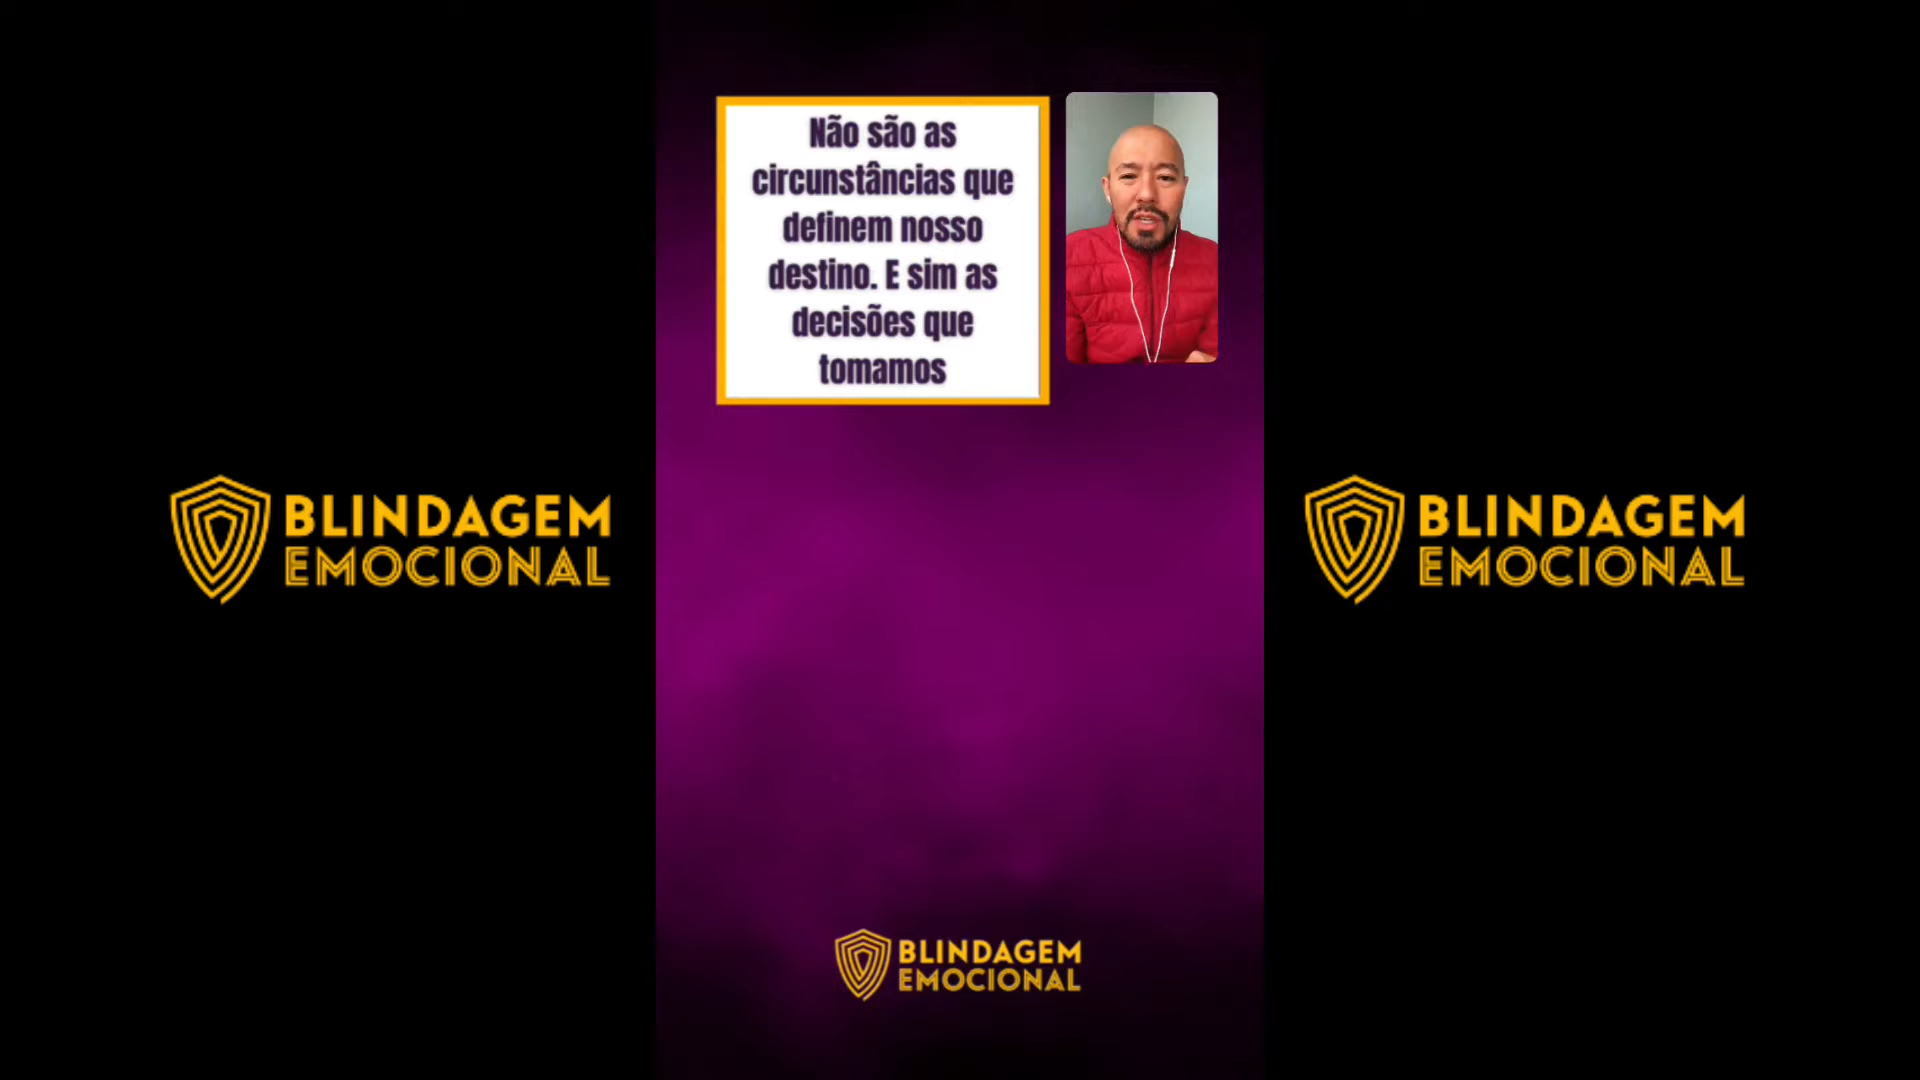 Não são as
circunstâncias que
definem nosso
destino. E sim as
decisões que
tomamos
BLINDAGEM
EMOCIONAL
BLINDAGEM
EMOCIONAL
BLINDAGEM
EMOCIONAL